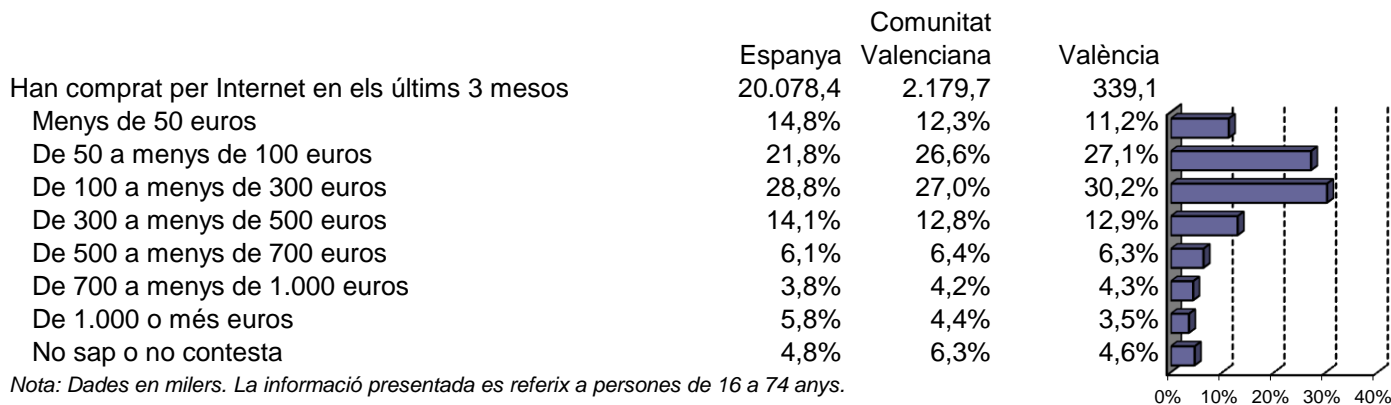 Comunitat
Espanya Valenciana València
Han comprat per Internet en els últims 3 mesos 20.078,4 2.179,7 339,1
Menys de 50 euros 14,8% 12,3% 11,2%
De 50 a menys de 100 euros 21,8% 26,6% 27,1%
De 100 a menys de 300 euros 28,8% 27,0% 30,2%
De 300 a menys de 500 euros 14,1% 12,8% 12,9%
De 500 a menys de 700 euros 6,1% 6,4% 6,3%
De 700 a menys de 1.000 euros 3,8% 4,2% 4,3%
De 1.000 o més euros 5,8% 4,4% 3,5%
No sap o no contesta 4,8% 6,3% 4,6%
Nota: Dades en milers. La informació presentada es referix a persones de 16 a 74 anys.
0% 10% 20% 30% 40%